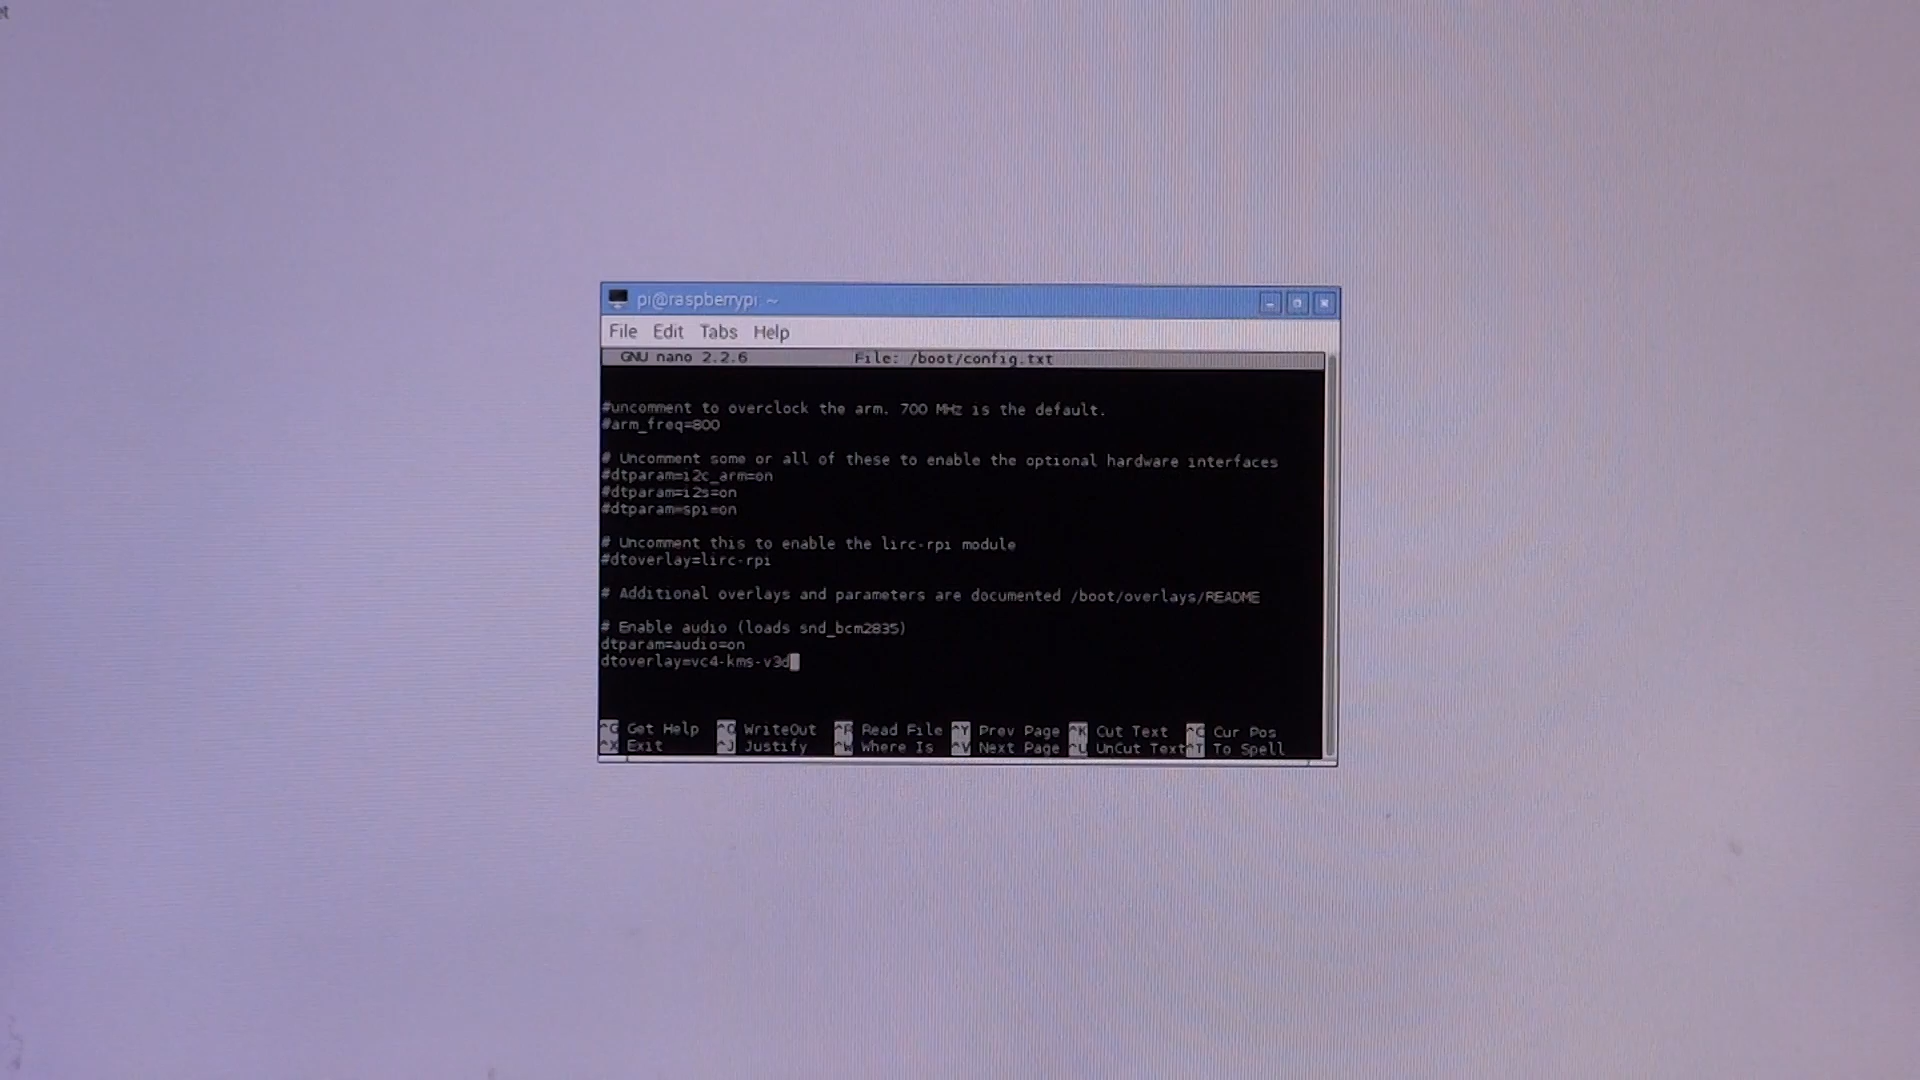 pi@raspberrypi: ~
File Edit Tabs Help
GNU nano 2.2.6 File: /boot/config.txt
#uncomment to overclock the arm. 700 MHz is the default.
#arm_freq=800
# Uncomment some or all of these to enable the optional hardware interfaces
#dtparam=i2c_arm=on
#dtparam=i2s=on
#dtparam=spi=on
# Uncomment this to enable the lirc-rpi module
#dtoverlay=lirc-rpi
# Additional overlays and parameters are documented /boot/overlays/README
# Enable audio (loads snd_bcm2835)
dtparam=audio=on
dtoverlay=vc4-kms-v3d
^G Get Help ^O WriteOut ^R Read File ^Y Prev Page ^K Cut Text ^C Cur Pos
^X Exit ^J Justify ^W Where Is ^V Next Page ^U UnCut Text ^T To Spell